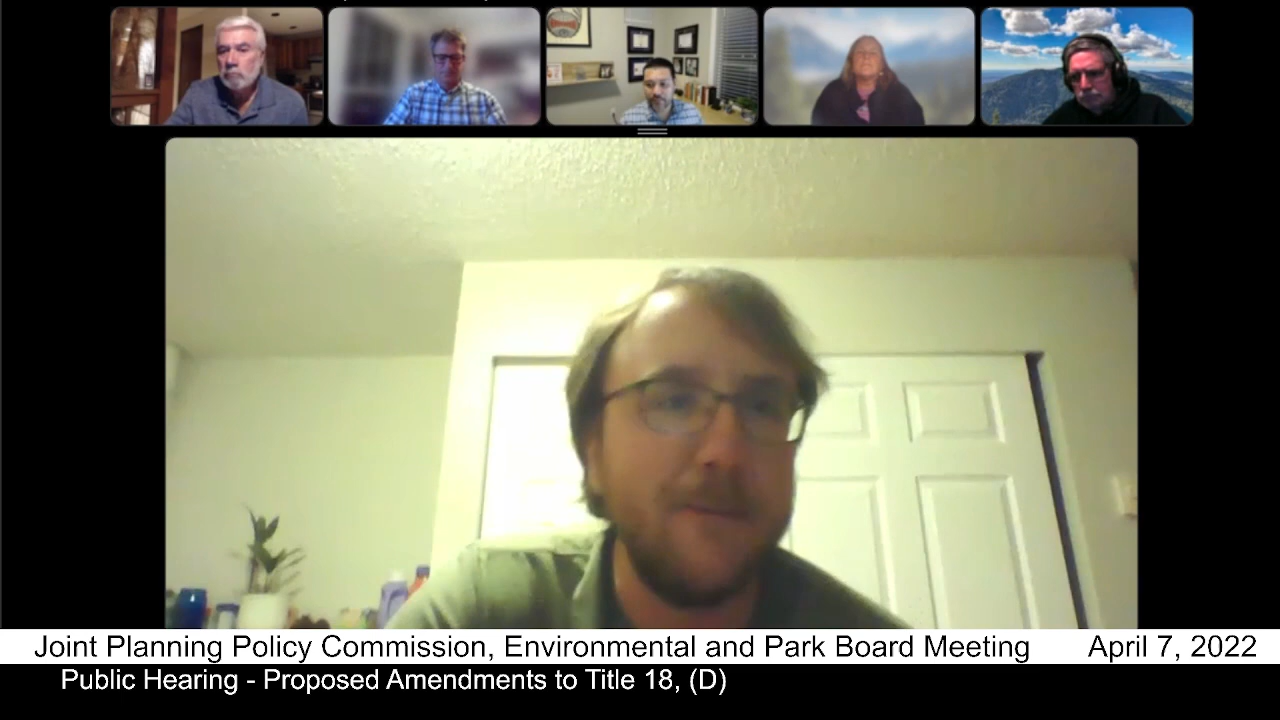 Joint Planning Policy Commission, Environmental and Park Board Meeting April 7, 2022
Public Hearing - Proposed Amendments to Title 18, (D)